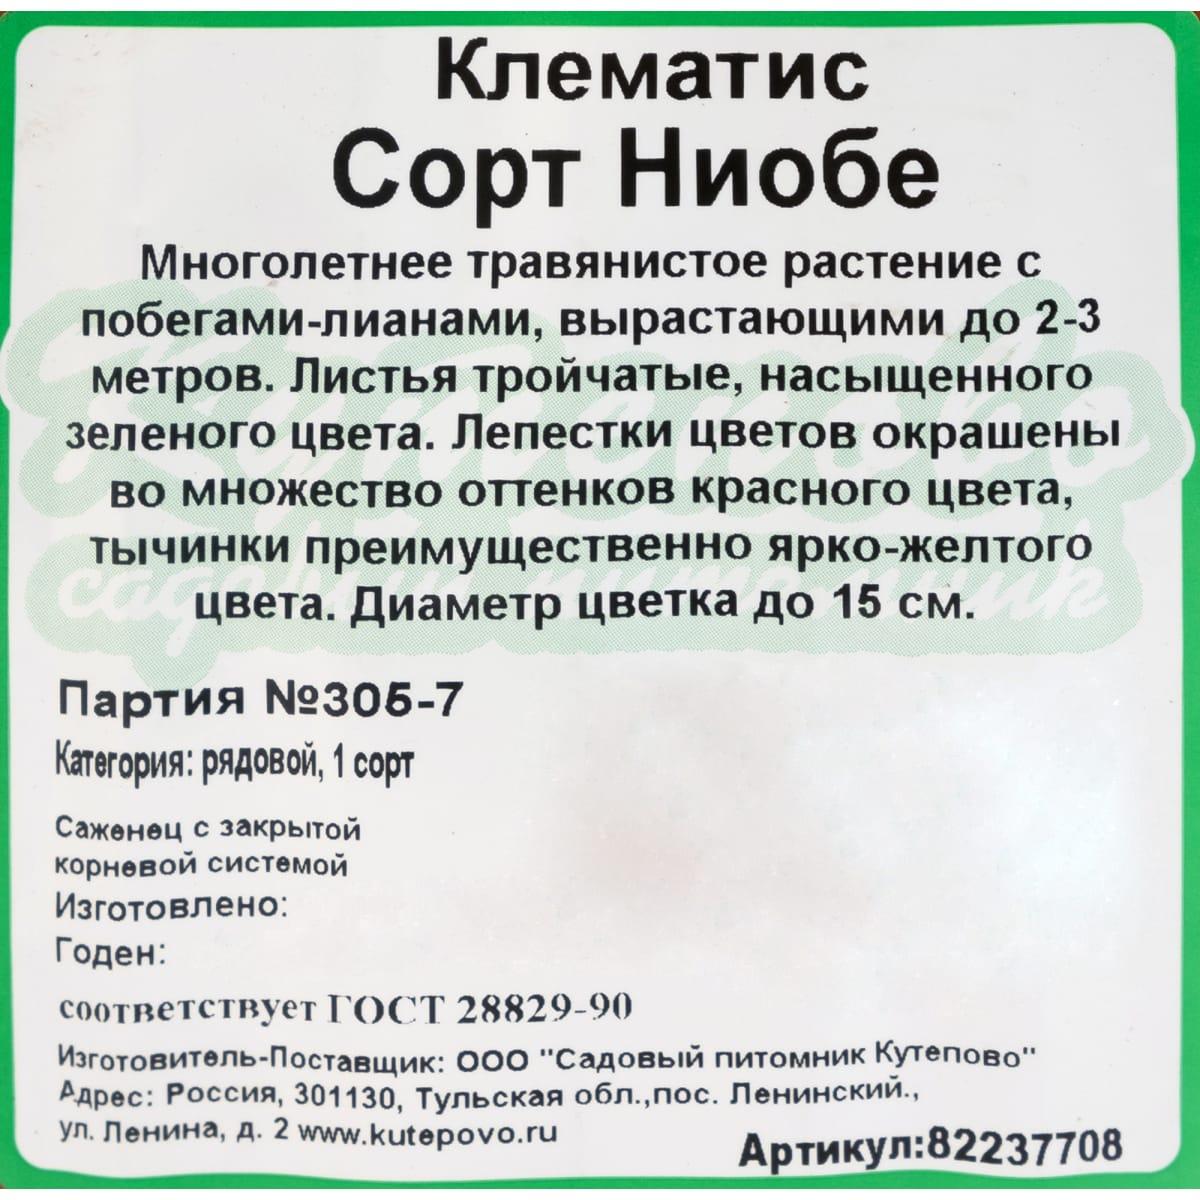 Клематис
Сорт Ниобе
Многолетнее травянистое растение с
побегами-лианами, вырастающими до 2-3
метров. Листья тройчатые, насыщенного
зеленого цвета. Лепестки цветов окрашены
во множество оттенков красного цвета,
тычинки преимущественно ярко-желтого
цвета. Диаметр цветка до 15 см.
Кутепово
садовый питомник
Партия №305-7
Категория: рядовой, 1 сорт
Саженец с закрытой
корневой системой
Изготовлено:
Годен:
соответствует ГОСТ 28829-90
Изготовитель-Поставщик: ООО "Садовый питомник Кутепово"
Адрес: Россия, 301130, Тульская обл.,пос. Ленинский.,
ул. Ленина, д. 2 www.kutepovo.ru
Артикул:82237708